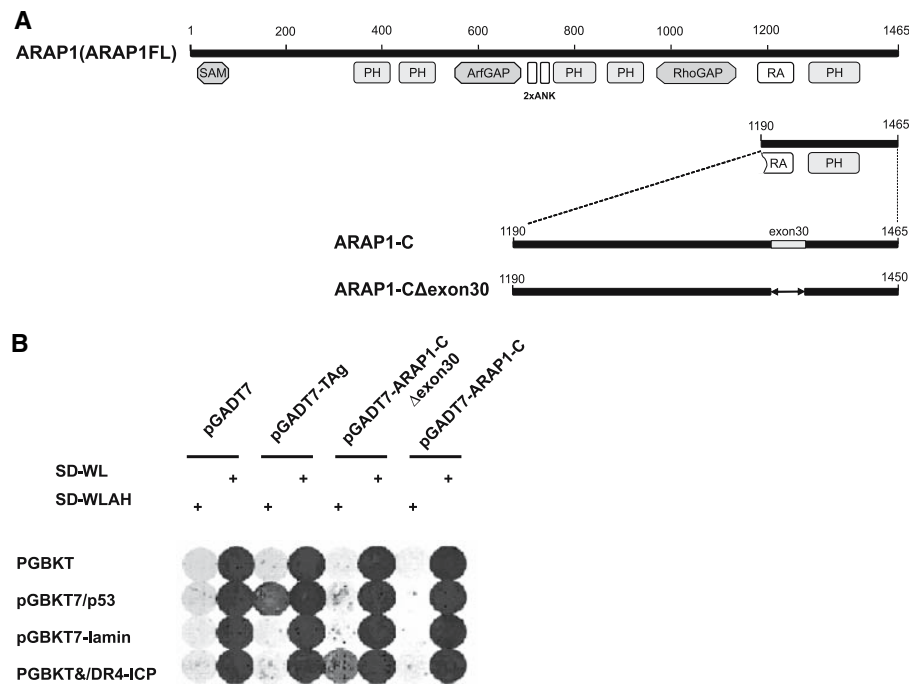 A
1 200 400 600 800 1000 1200 1465
ARAP1(ARAP1FL)
SAM PH PH ArfGAP PH PH RhoGAP RA PH
2xANK
1190 1465
RA PH
1190 exon30 1465
ARAP1-C
1190 1450
ARAP1-CΔexon30
B
pGADT7
pGADT7-TAg
pGADT7-ARAP1-C
Δexon30
pGADT7-ARAP1-C
SD-WL + + + +
SD-WLAH + + + +
PGBKT
pGBKT7/p53
pGBKT7-lamin
PGBKT&/DR4-ICP